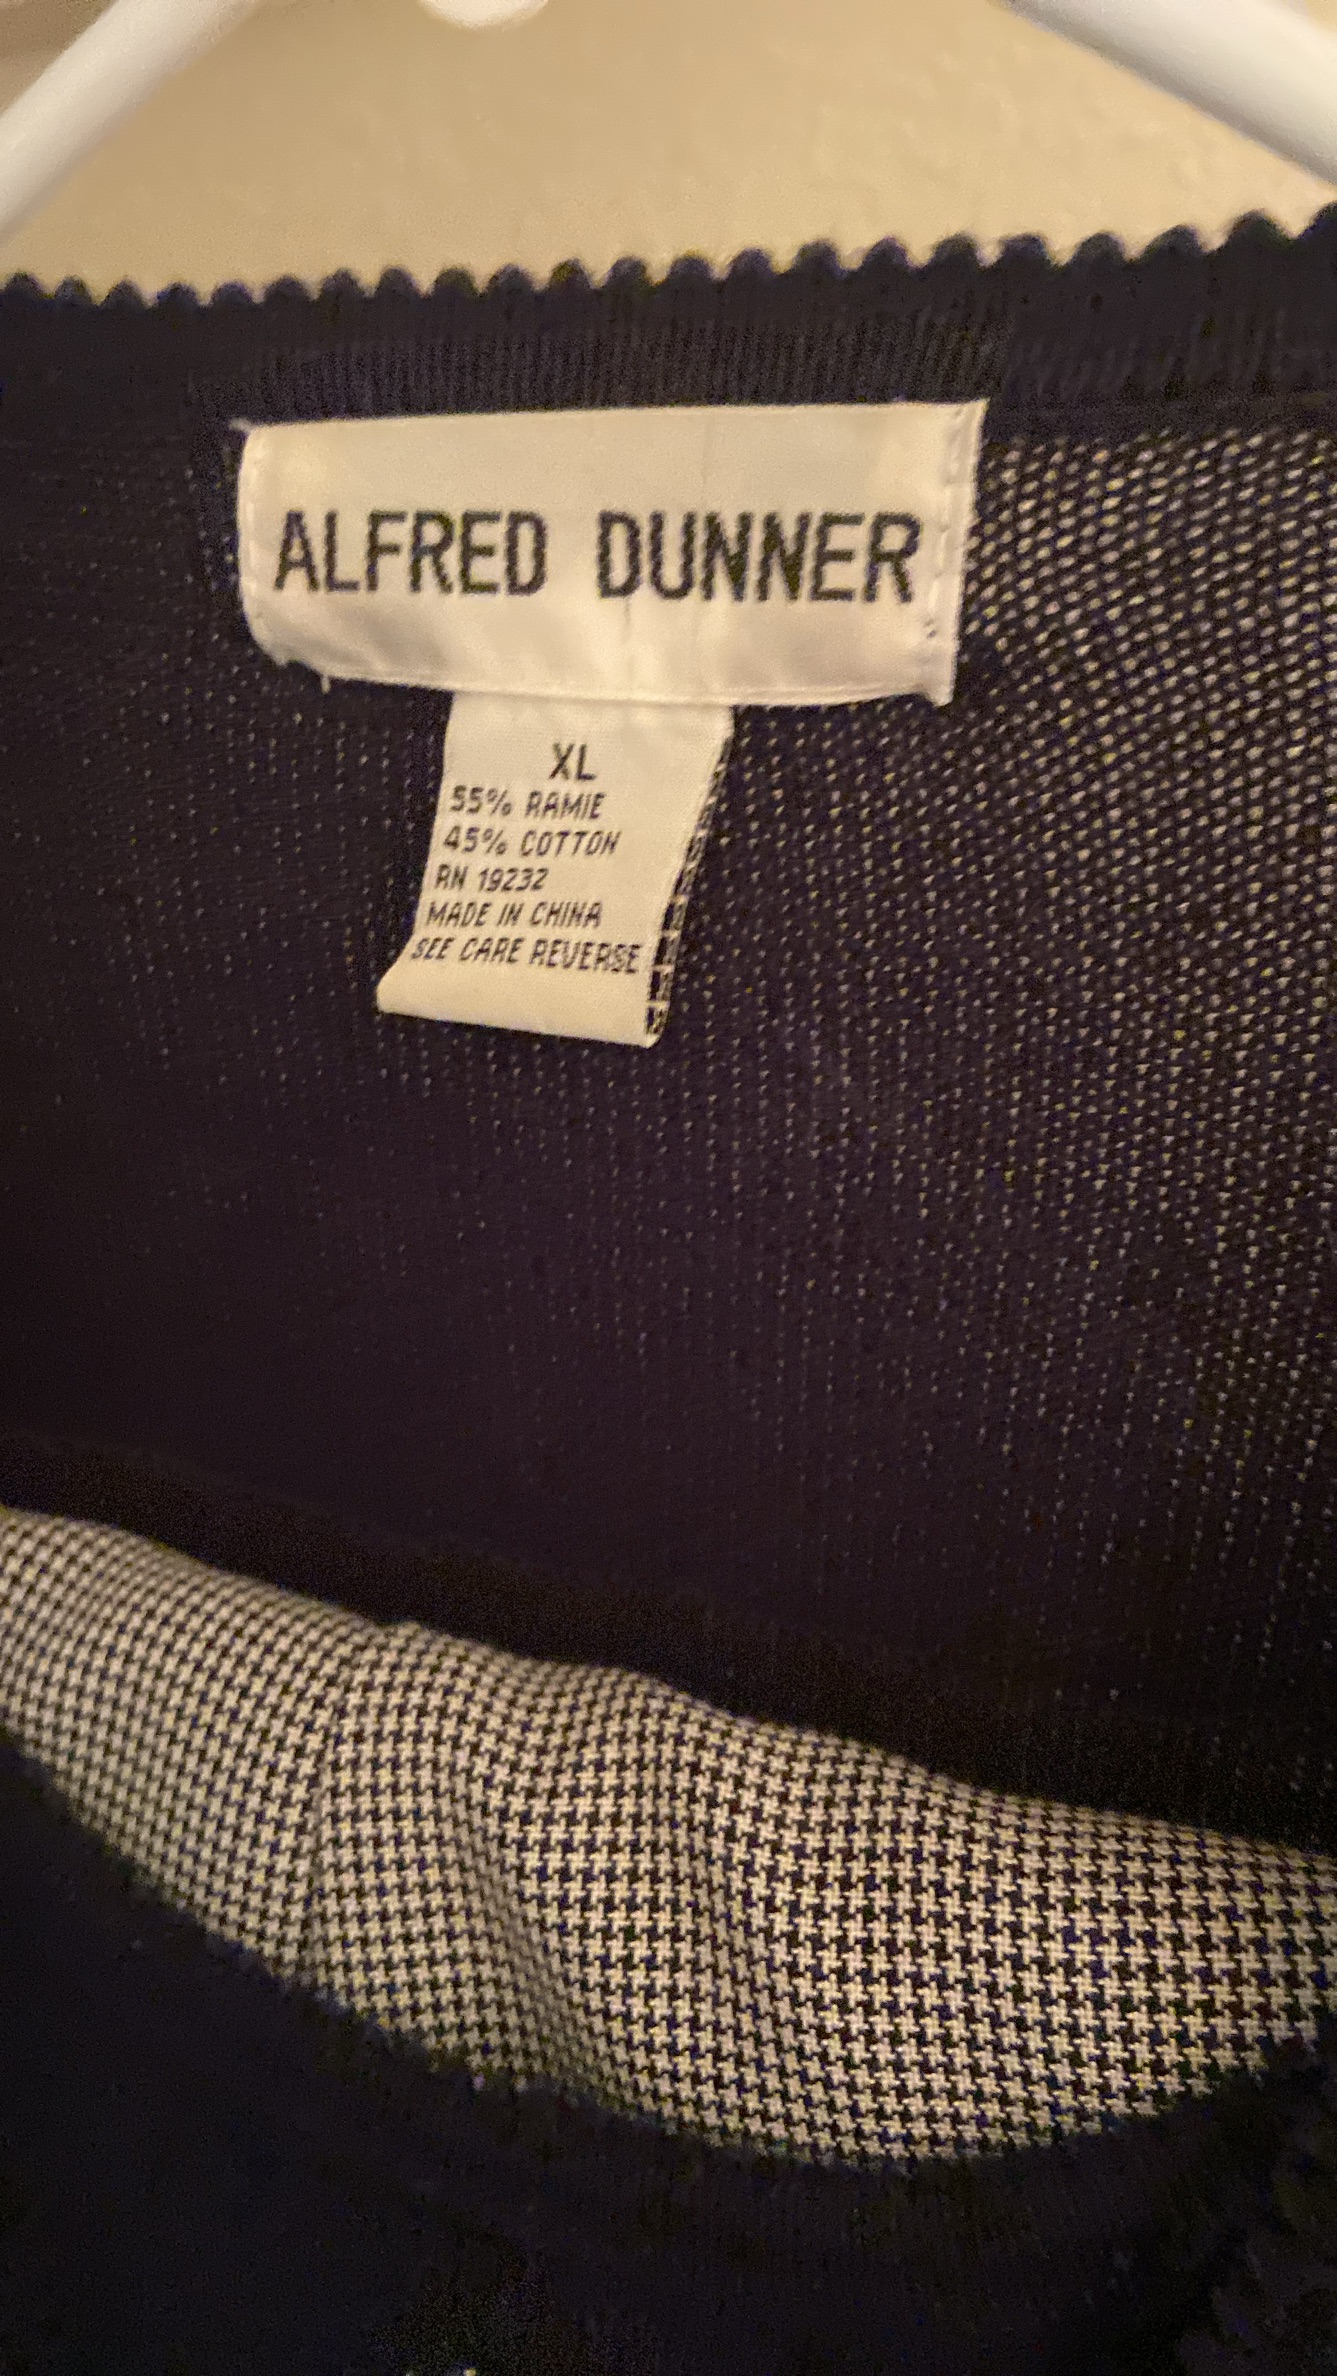 ALFRED DUNNER
XL
55% RAMIE
45% COTTON
RN 19232
MADE IN CHINA
SEE CARE REVERSE